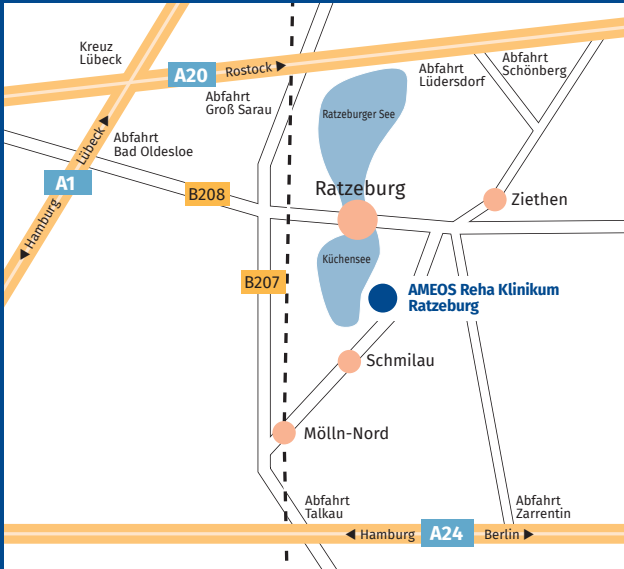 Kreuz
Lübeck
A20
Rostock
Abfahrt
Lüdersdorf
Abfahrt
Schönberg
Abfahrt
Groß Sarau
Ratzeburger See
Lübeck
Abfahrt
Bad Oldesloe
A1
Hamburg
B208
Ratzeburg
Ziethen
Küchensee
B207
AMEOS Reha Klinikum
Ratzeburg
Schmilau
Mölln-Nord
Abfahrt
Talkau
Abfahrt
Zarrentin
Hamburg
A24
Berlin